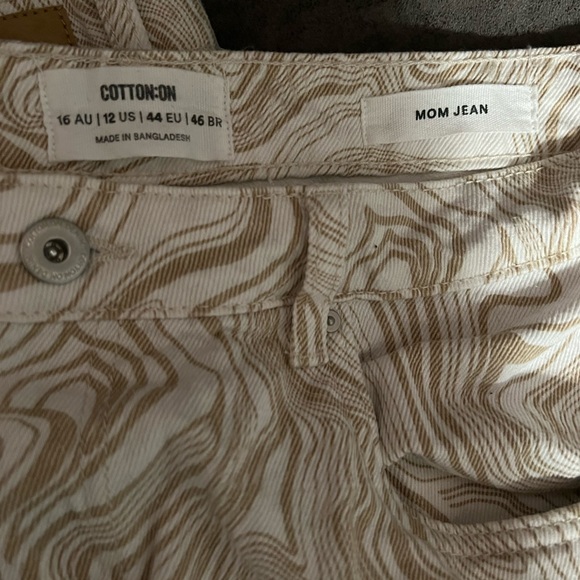 COTTON:ON
16 AU | 12 US | 44 EU | 46 BR
MADE IN BANGLADESH
MOM JEAN